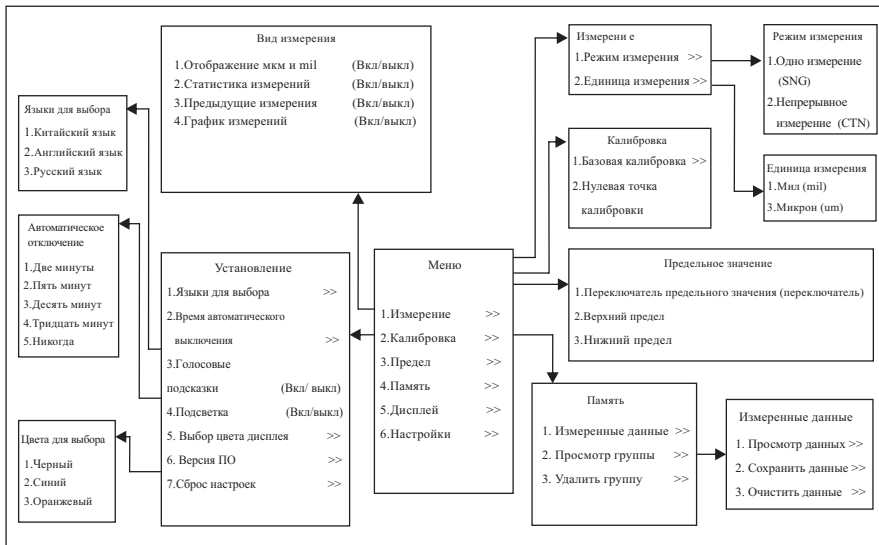 Вид измерения
1.Отображение мкм и mil (Вкл/выкл)
2.Статистика измерений (Вкл/выкл)
3.Предыдущие измерения (Вкл/выкл)
4.График измерений (Вкл/выкл)
Измерени е
1.Режим измерения >>
2.Единица измерения >>
Режим измерения
1.Одно измерение
(SNG)
2.Непрерывное
измерение (CTN)
Языки для выбора
1.Китайский язык
2.Английский язык
3.Русский язык
Калибровка
1.Базовая калибровка >>
2.Нулевая точка
калибровки
Единица измерения
1.Мил (mil)
3.Микрон (um)
Автоматическое
отключение
1.Две минуты
2.Пять минут
3.Десять минут
4.Тридцать минут
5.Никогда
Установление
1.Языки для выбора >>
2.Время автоматического
выключения >>
3.Голосовые
подсказки (Вкл/ выкл)
4.Подсветка (Вкл/выкл)
5. Выбор цвета дисплея >>
6. Версия ПО >>
7.Сброс настроек >>
Меню
1.Измерение >>
2.Калибровка >>
3.Предел >>
4.Память >>
5.Дисплей >>
6.Настройки >>
Предельное значение
1.Переключатель предельного значения (переключатель)
2.Верхний предел
3.Нижний предел
Цвета для выбора
1.Черный
2.Синий
3.Оранжевый
Память
1. Измеренные данные >>
2. Просмотр группы >>
3. Удалить группу >>
Измеренные данные
1. Просмотр данных >>
2. Сохранить данные >>
3. Очистить данные >>